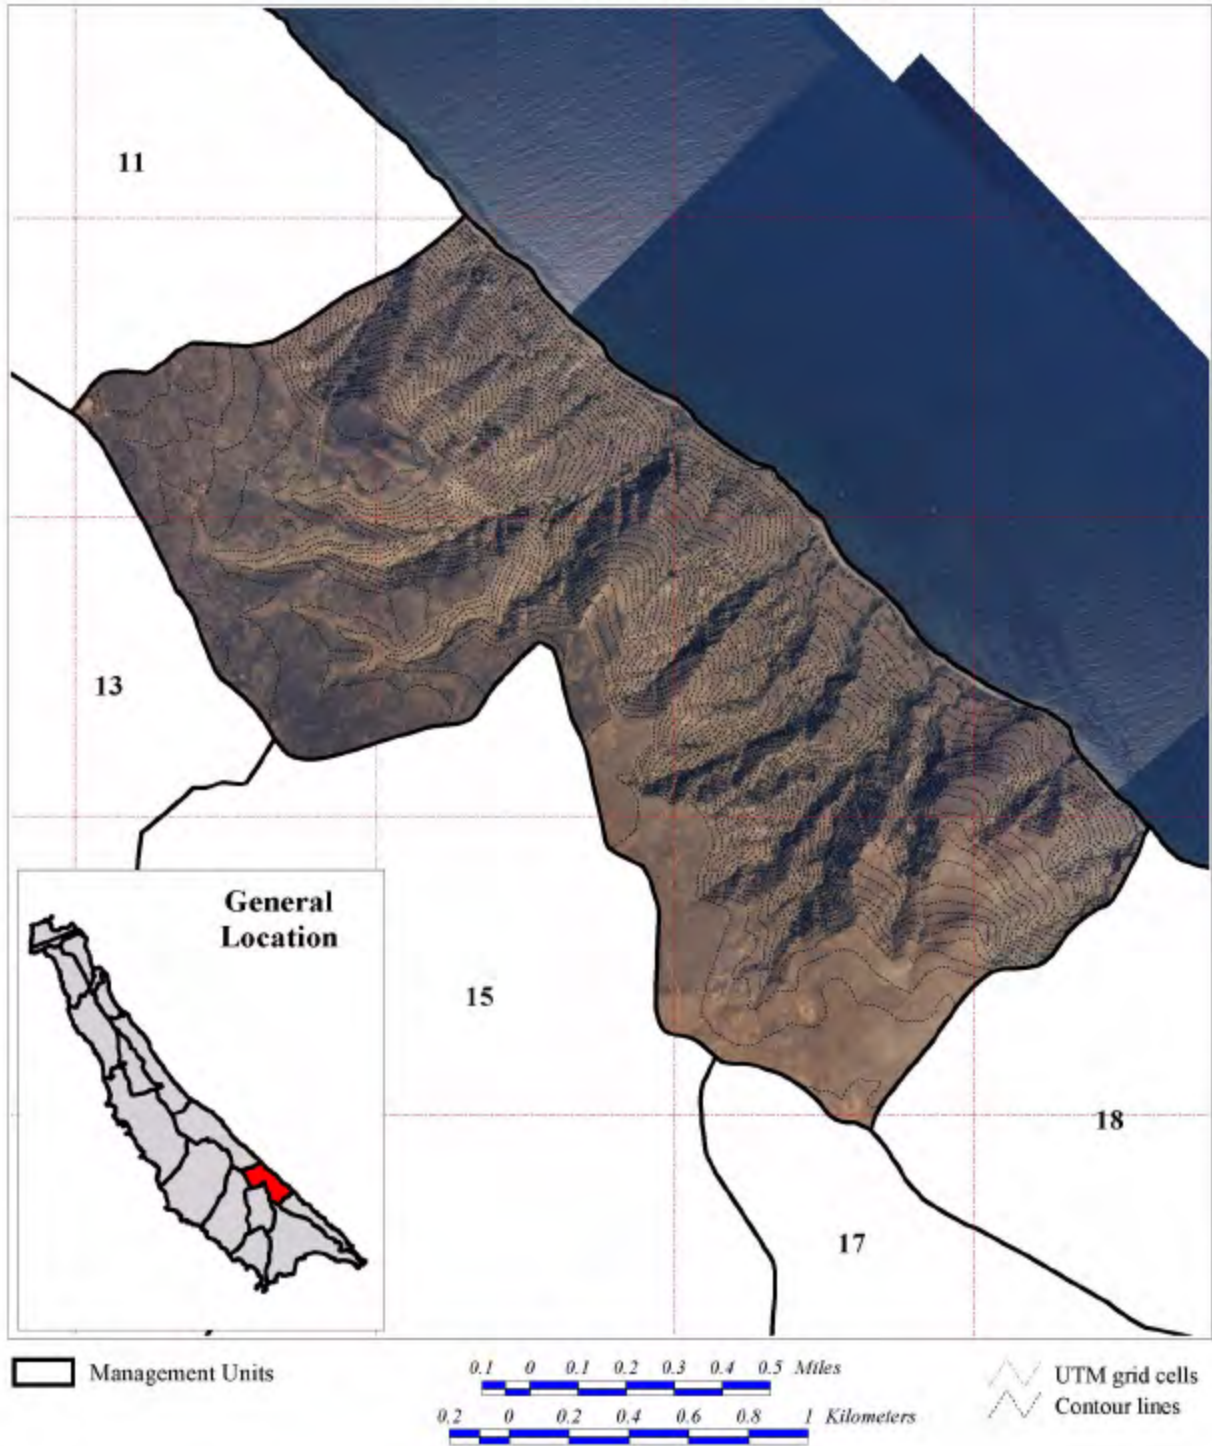 11
13
General
Location
15
18
17
Management Units
0.1 0 0.1 0.2 0.3 0.4 0.5 Miles
0.2 0 0.2 0.4 0.6 0.8 1 Kilometers
UTM grid cells
Contour lines